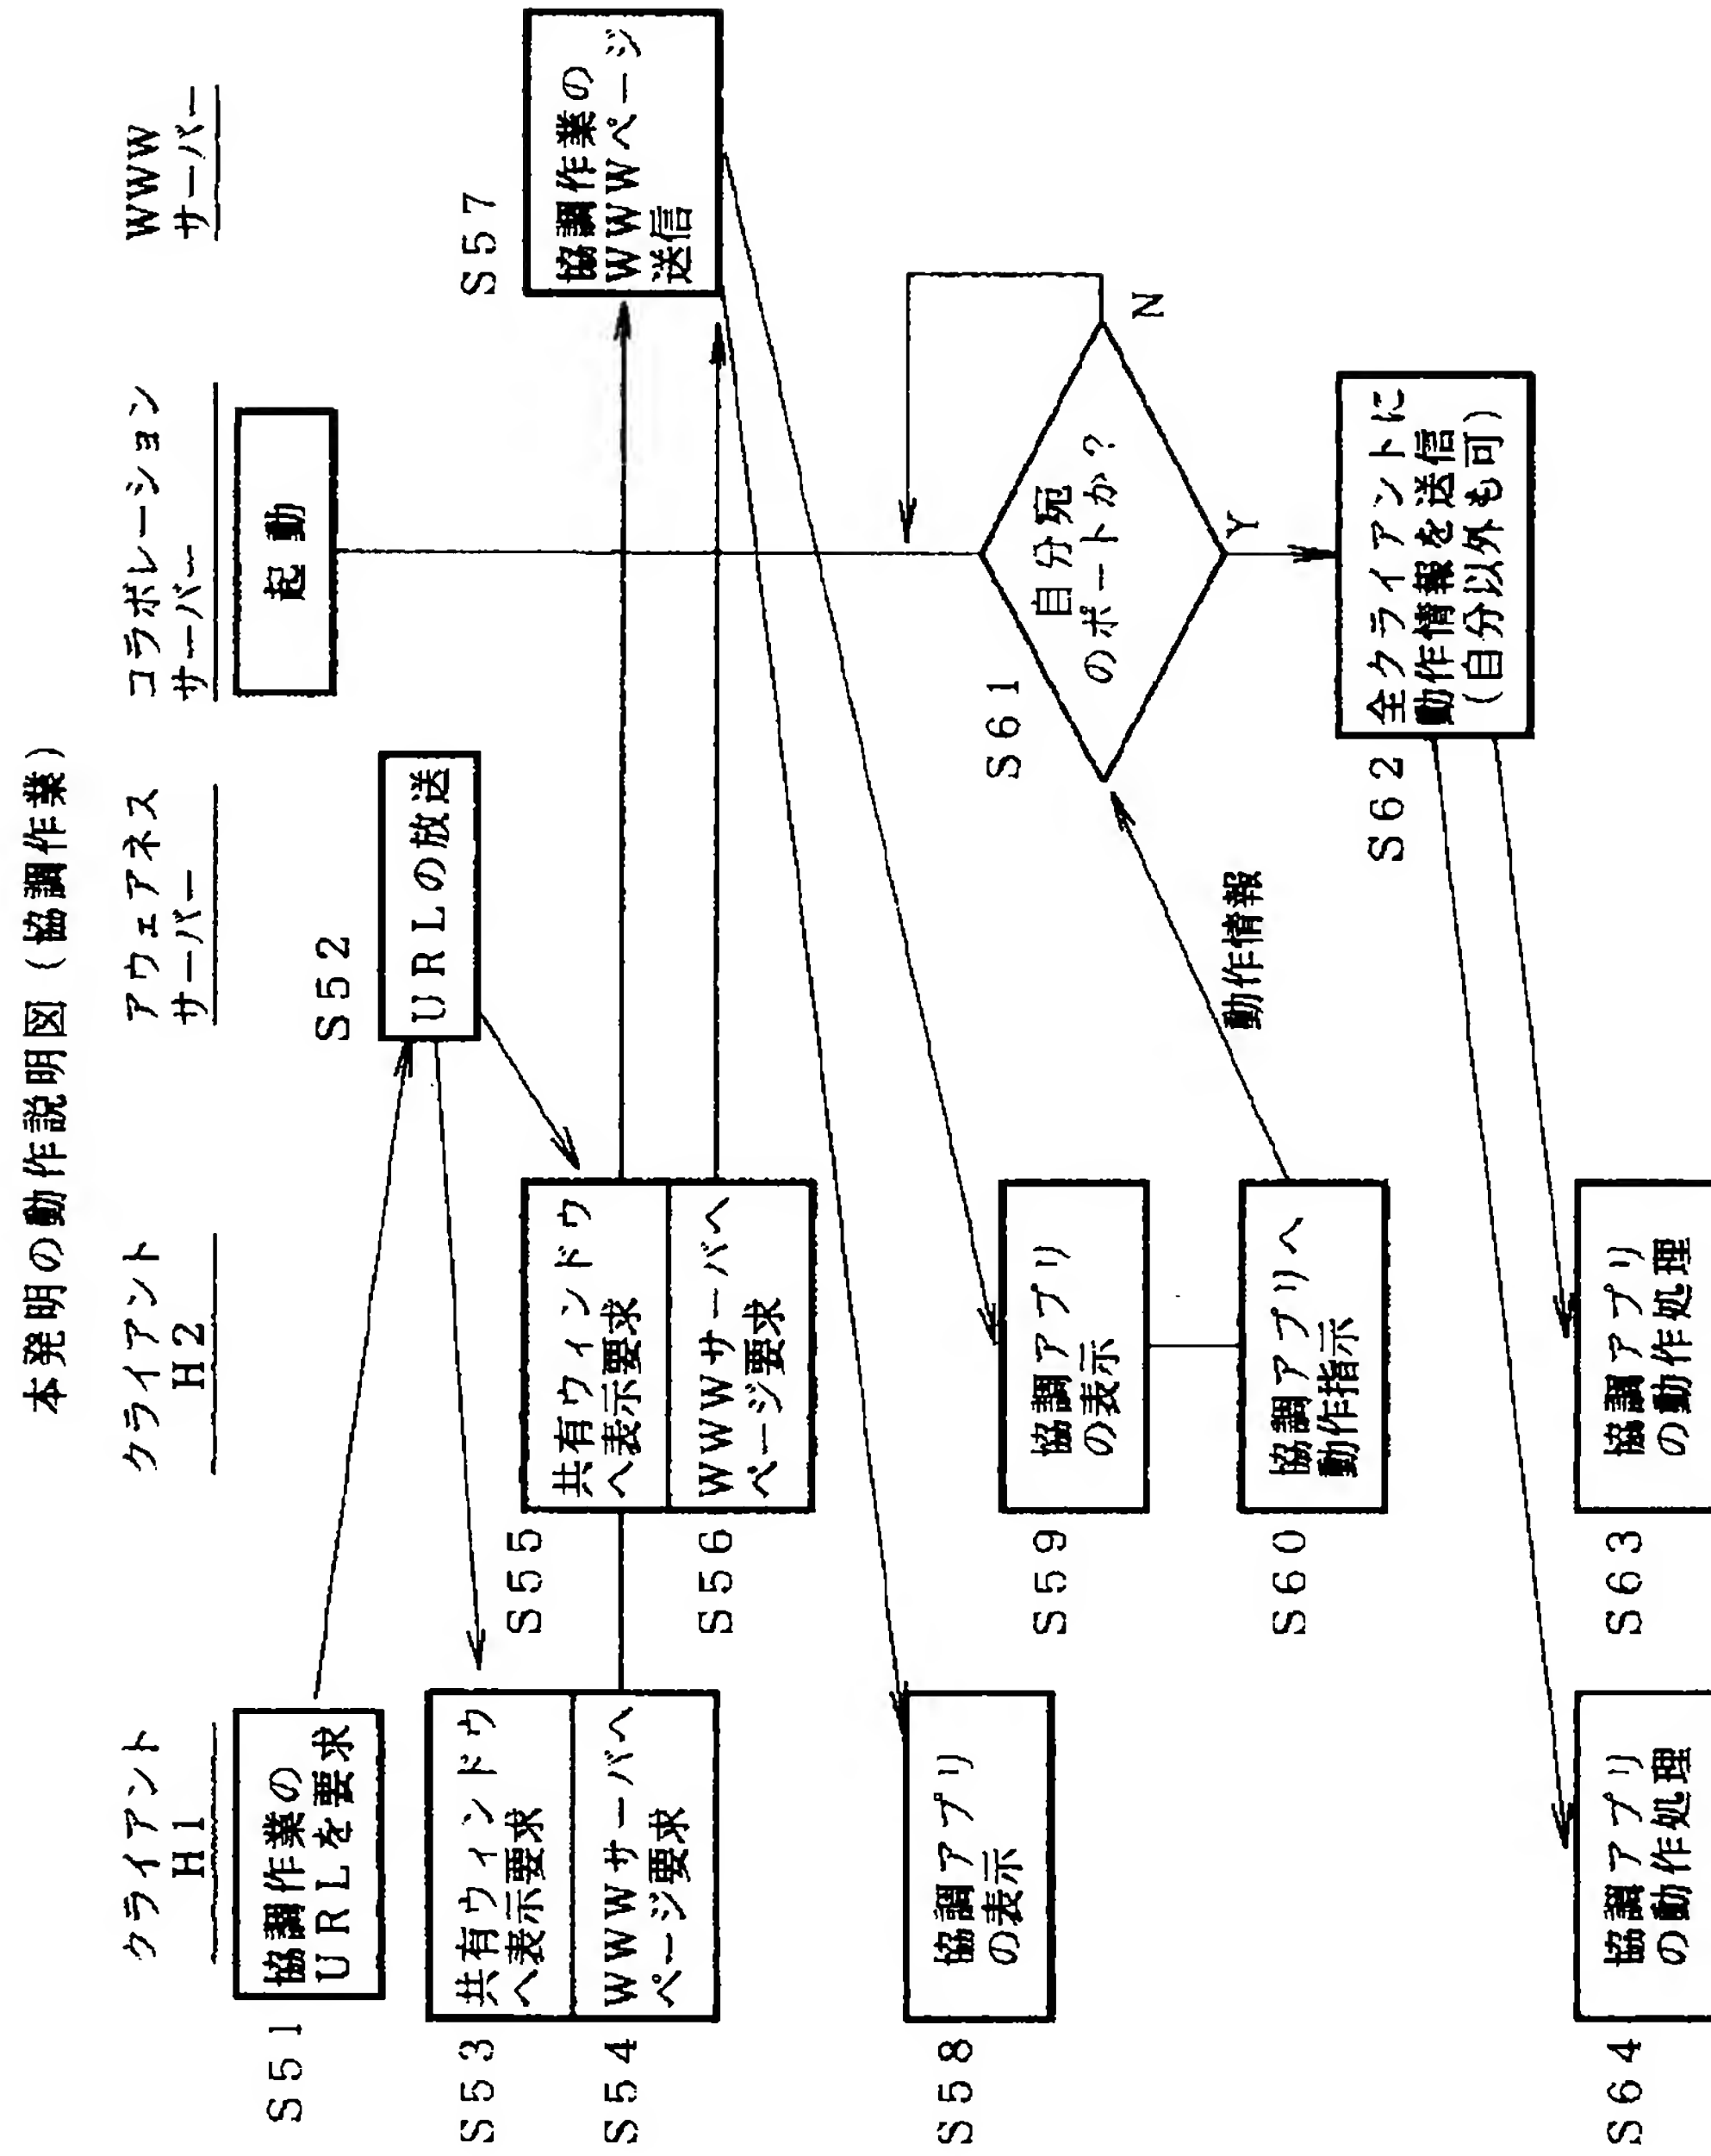 本発明の動作説明図（協調作業）
クライアント
H1
クライアント
H2
アウェアネス
サーバー
コラボレーション
サーバー
WWW
サーバー
S51
協調作業の
URLを要求
起動
S52
URLの放送
S53
共有ウィンドウ
へ表示要求
S54
WWWサーバへ
ページ要求
S55
共有ウィンドウ
へ表示要求
S56
WWWサーバへ
ページ要求
S57
協調作業の
WWWページ
送信
S58
協調アプリ
の表示
S59
協調アプリ
の表示
S60
協調アプリへ
動作指示
動作情報
S61
自分宛
のポートか？
N
Y
S62
全クライアントに
動作情報を送信
（自分以外も可）
S63
協調アプリ
の動作処理
S64
協調アプリ
の動作処理